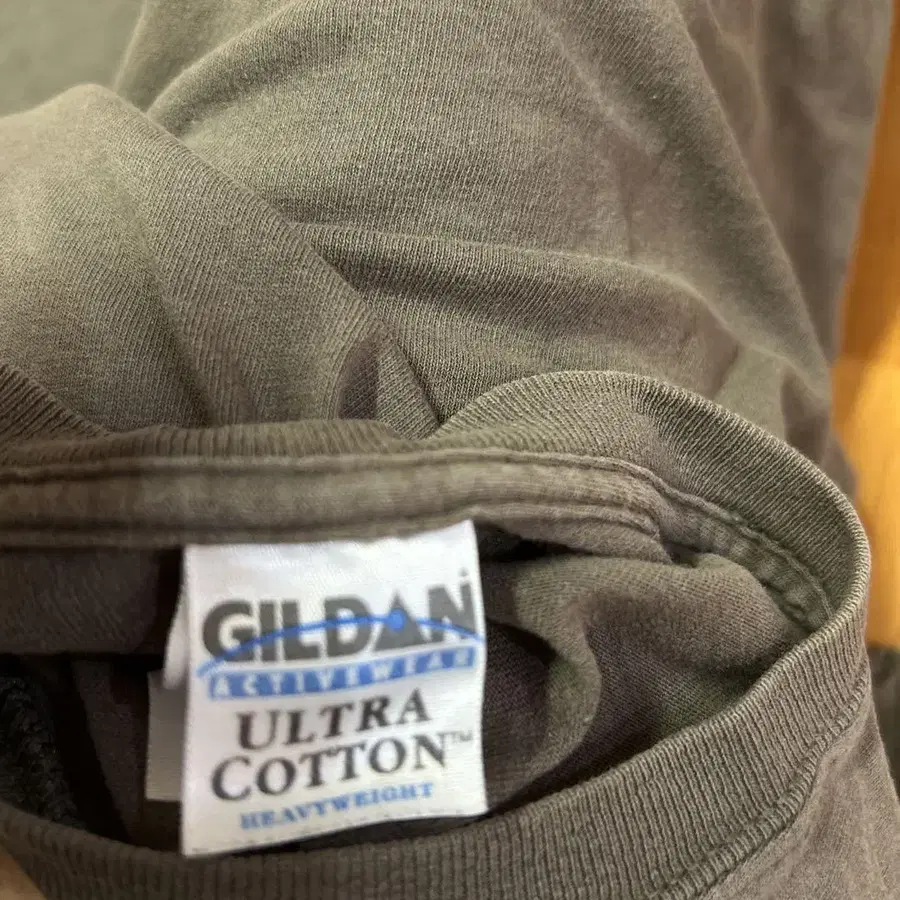 GILDAN
ACTIVEWEAR
ULTRA
COTTON™
HEAVYWEIGHT